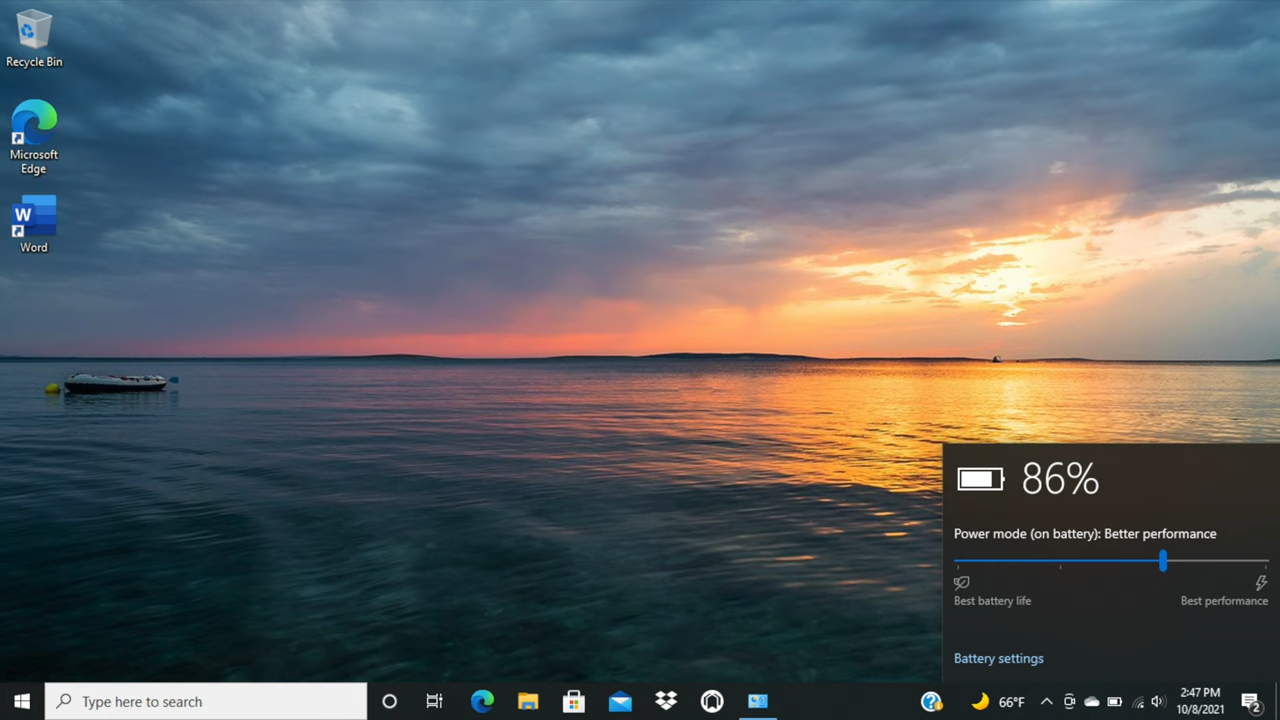 Recycle Bin
Microsoft
Edge
W
Word
86%
Power mode (on battery): Better performance
Best battery life
Best performance
Battery settings
Type here to search
66°F
2:47 PM
10/8/2021
2